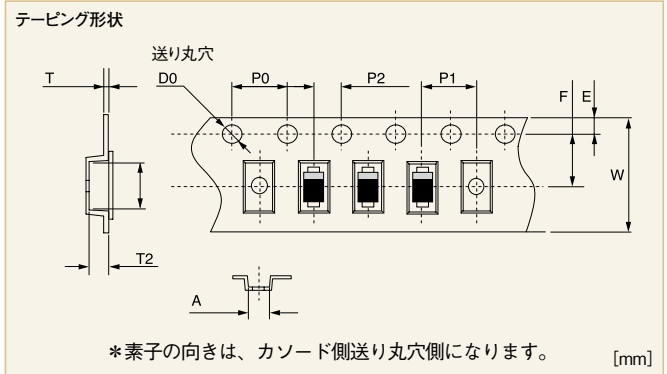 テーピング形状
送り丸穴
T
D0
P0
P2
P1
F
E
W
T2
A
＊素子の向きは、カソード側送り丸穴側になります。
[mm]